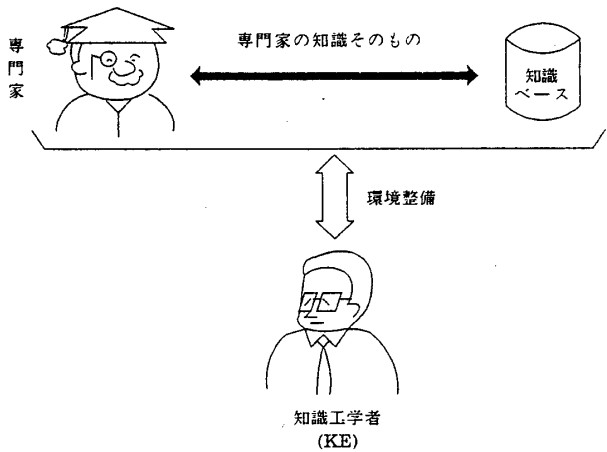 専門家
専門家の知識そのもの
知識
ベース
環境整備
知識工学者
(KE)